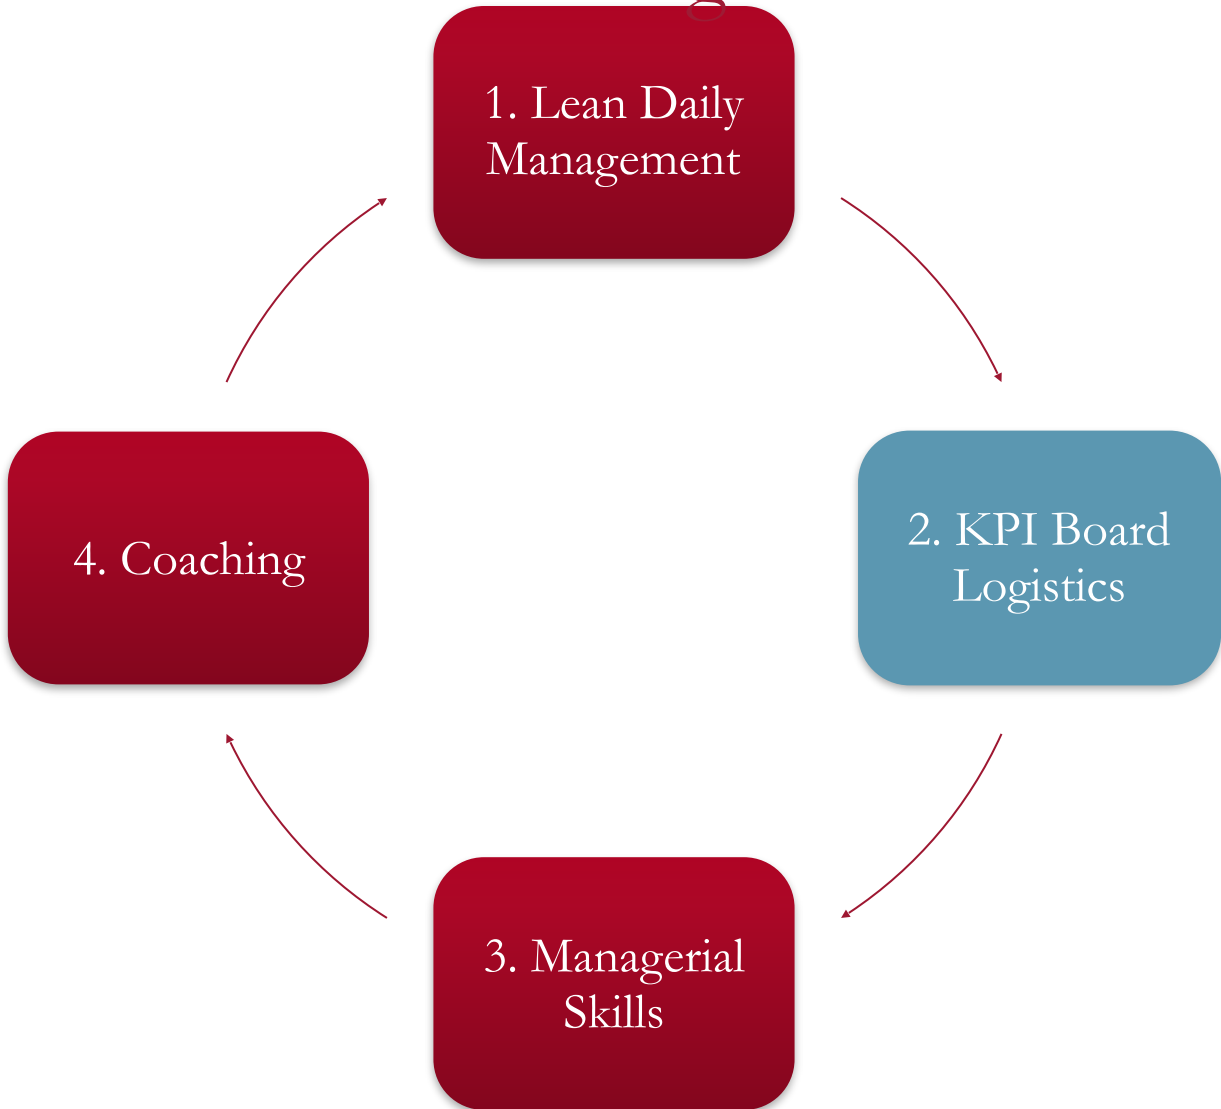 1. Lean Daily
Management
2. KPI Board
Logistics
3. Managerial
Skills
4. Coaching